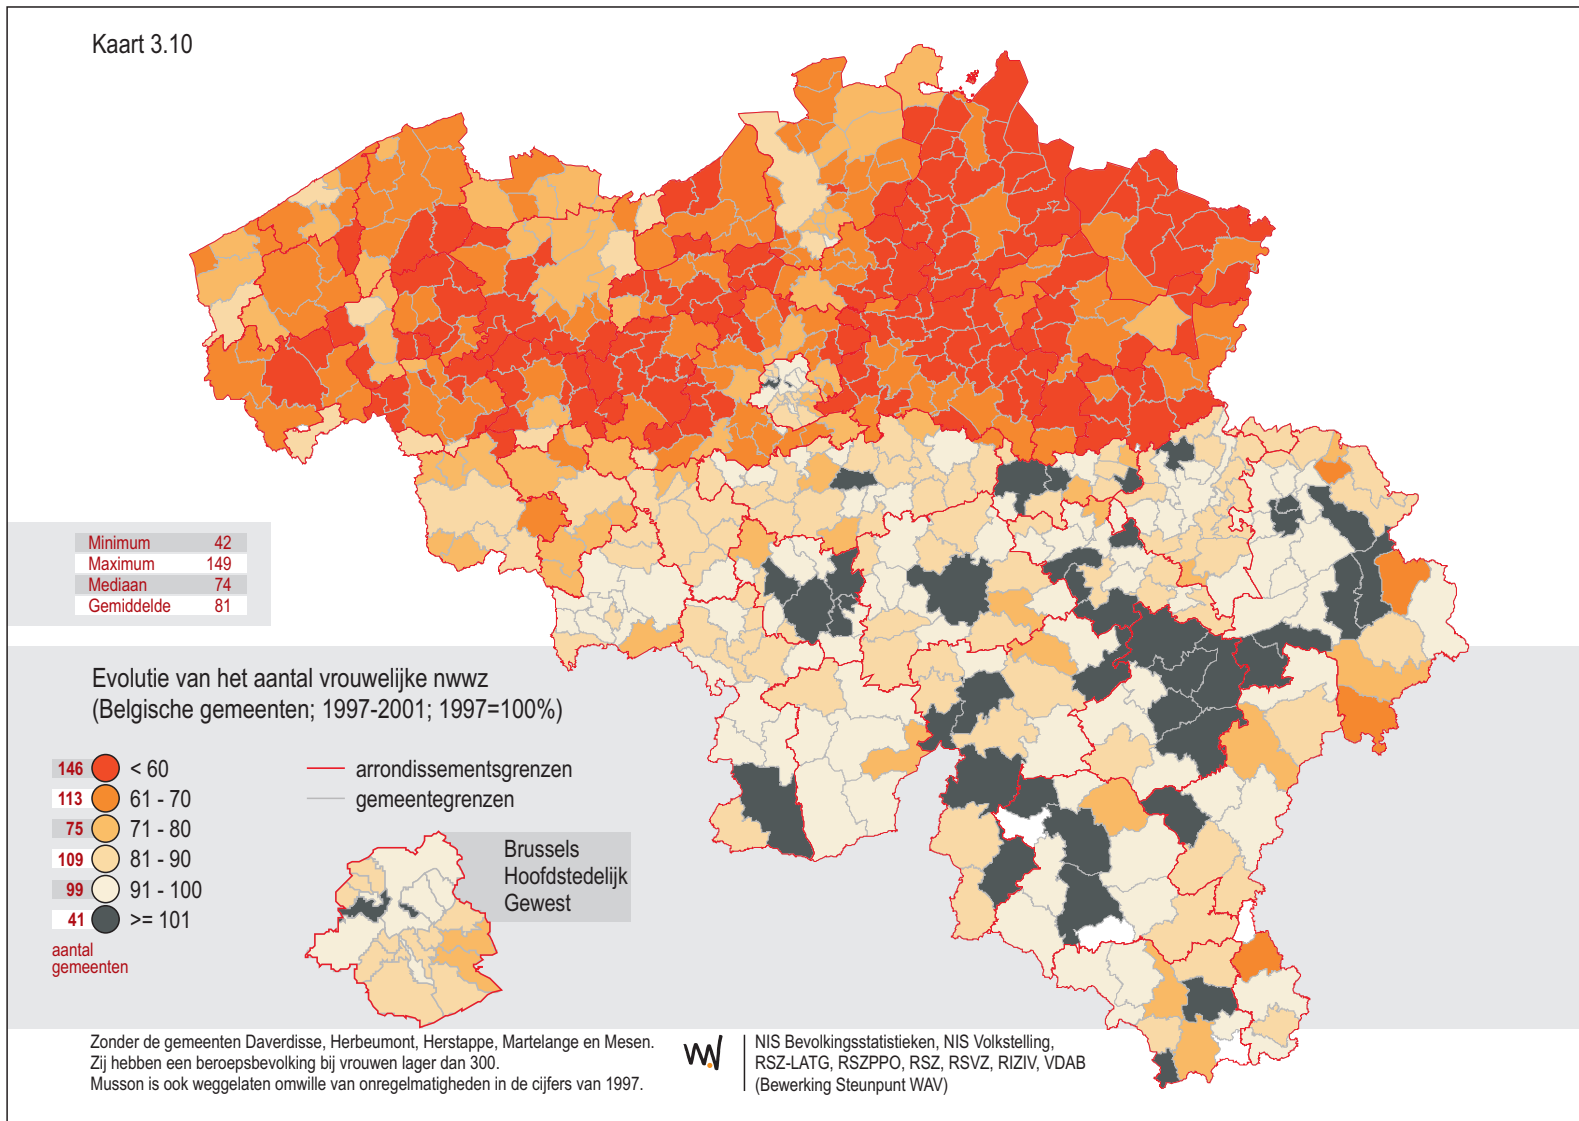 Kaart 3.10
Minimum 42
Maximum 149
Mediaan 74
Gemiddelde 81
Evolutie van het aantal vrouwelijke nwwz
(Belgische gemeenten; 1997-2001; 1997=100%)
146 < 60
113 61 - 70
75 71 - 80
109 81 - 90
99 91 - 100
41 >= 101
aantal
gemeenten
arrondissementsgrenzen
gemeentegrenzen
Brussels
Hoofdstedelijk
Gewest
Zonder de gemeenten Daverdisse, Herbeumont, Herstappe, Martelange en Mesen.
Zij hebben een beroepsbevolking bij vrouwen lager dan 300.
Musson is ook weggelaten omwille van onregelmatigheden in de cijfers van 1997.
NIS Bevolkingsstatistieken, NIS Volkstelling,
RSZ-LATG, RSZPPO, RSZ, RSVZ, RIZIV, VDAB
(Bewerking Steunpunt WAV)